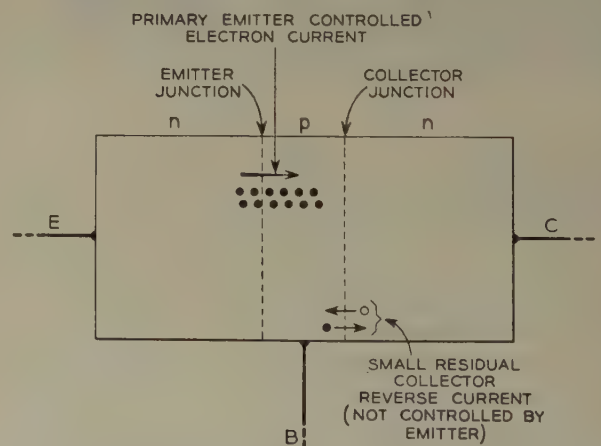 PRIMARY EMITTER CONTROLLED
ELECTRON CURRENT
EMITTER
JUNCTION
COLLECTOR
JUNCTION
n
p
n
E
C
SMALL RESIDUAL
COLLECTOR
REVERSE CURRENT
(NOT CONTROLLED BY
EMITTER)
B